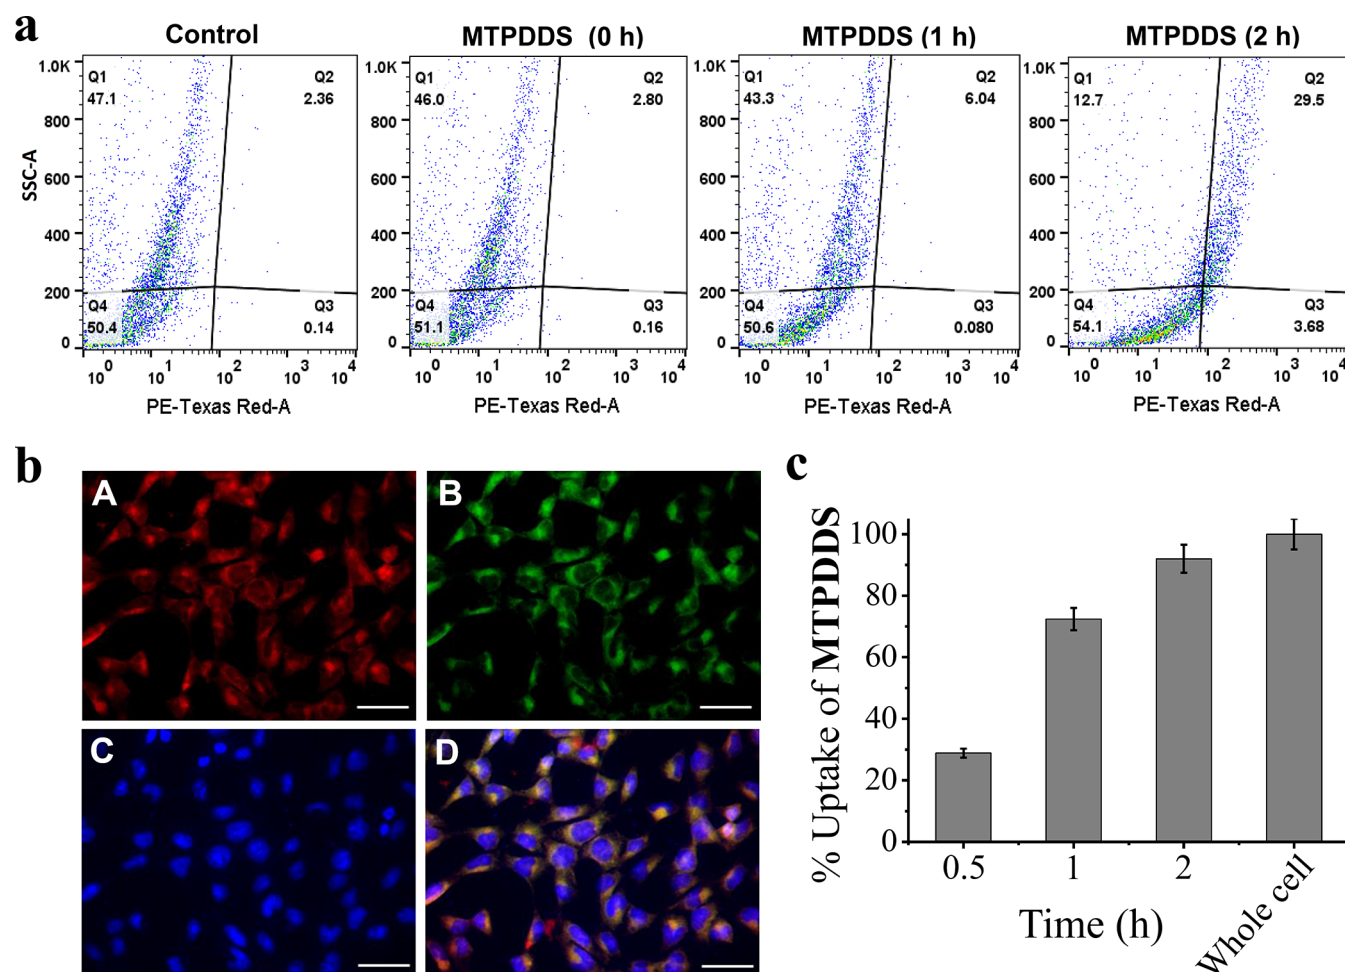 a
Control
MTPDDS (0 h)
MTPDDS (1 h)
MTPDDS (2 h)
SSC-A
1.0K
800
600
400
200
0
Q1
47.1
Q2
2.36
Q4
50.4
Q3
0.14
10^0 10^1 10^2 10^3 10^4
PE-Texas Red-A
1.0K
800
600
400
200
0
Q1
46.0
Q2
2.80
Q4
51.1
Q3
0.16
10^0 10^1 10^2 10^3 10^4
PE-Texas Red-A
1.0K
800
600
400
200
0
Q1
43.3
Q2
6.04
Q4
50.6
Q3
0.080
10^0 10^1 10^2 10^3 10^4
PE-Texas Red-A
1.0K
800
600
400
200
0
Q1
12.7
Q2
29.5
Q4
54.1
Q3
3.68
10^0 10^1 10^2 10^3 10^4
PE-Texas Red-A
b
A
B
C
D
c
% Uptake of MTPDDS
100
80
60
40
20
0
0.5 1 2 Whole cell
Time (h)